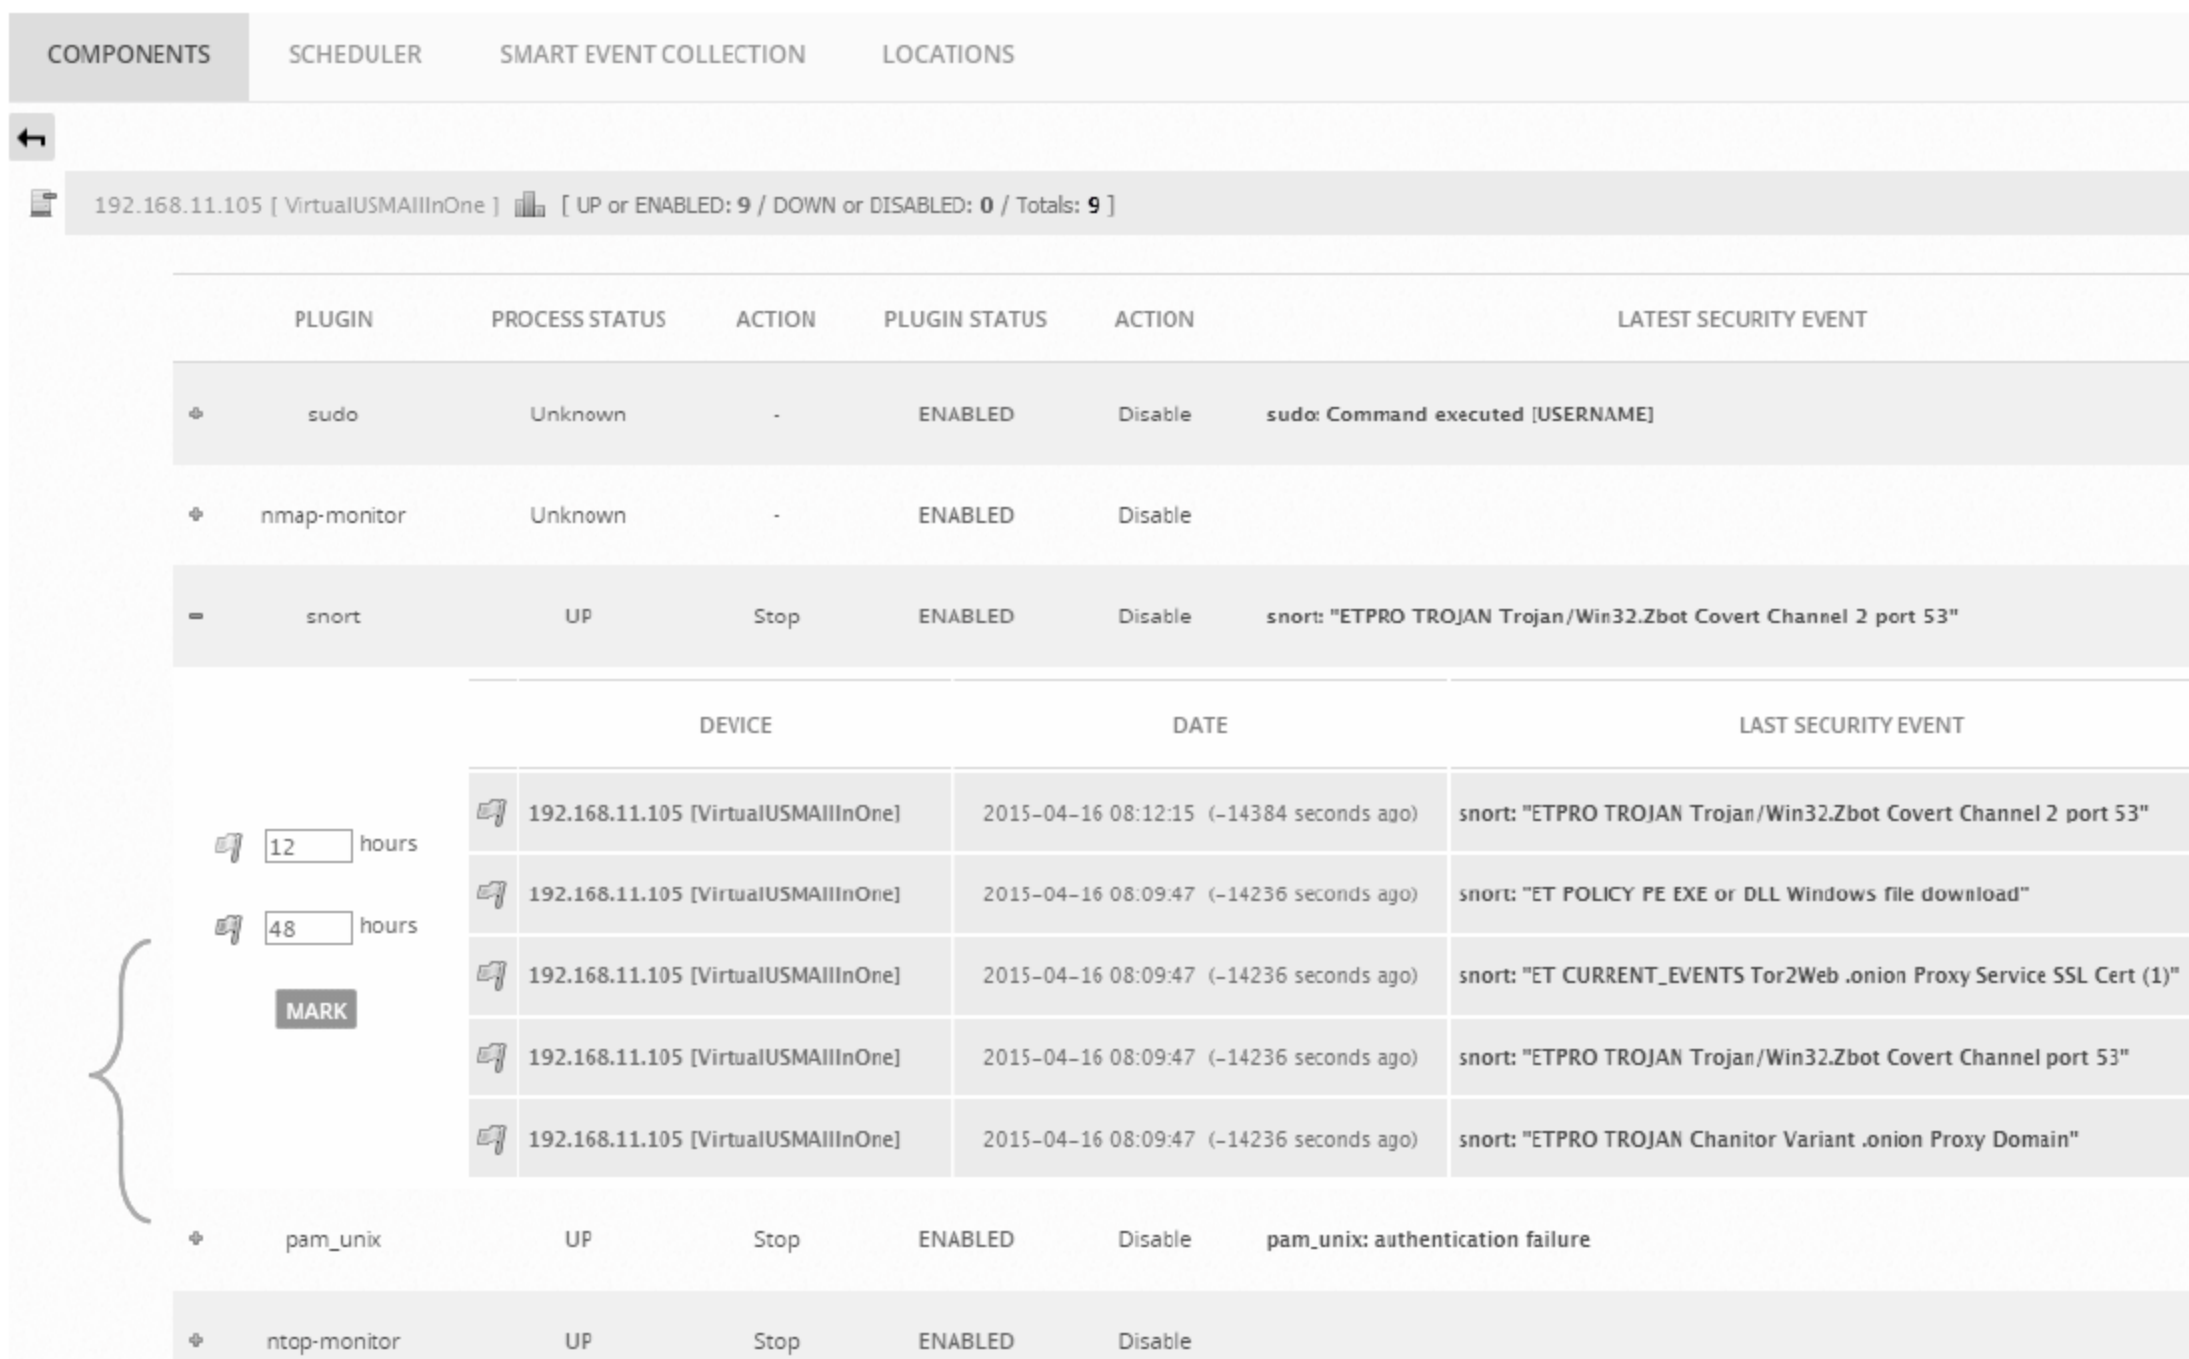 COMPONENTS SCHEDULER SMART EVENT COLLECTION LOCATIONS
192.168.11.105 [ VirtualUSMAllInOne ] [ UP or ENABLED: 9 / DOWN or DISABLED: 0 / Totals: 9 ]
PLUGIN PROCESS STATUS ACTION PLUGIN STATUS ACTION LATEST SECURITY EVENT
sudo Unknown - ENABLED Disable sudo: Command executed [USERNAME]
nmap-monitor Unknown - ENABLED Disable
snort UP Stop ENABLED Disable snort: "ETPRO TROJAN Trojan/Win32.Zbot Covert Channel 2 port 53"
DEVICE DATE LAST SECURITY EVENT
192.168.11.105 [VirtualUSMAllInOne] 2015-04-16 08:12:15 (-14384 seconds ago) snort: "ETPRO TROJAN Trojan/Win32.Zbot Covert Channel 2 port 53"
12 hours
192.168.11.105 [VirtualUSMAllInOne] 2015-04-16 08:09:47 (-14236 seconds ago) snort: "ET POLICY PE EXE or DLL Windows file download"
48 hours
192.168.11.105 [VirtualUSMAllInOne] 2015-04-16 08:09:47 (-14236 seconds ago) snort: "ET CURRENT_EVENTS Tor2Web .onion Proxy Service SSL Cert (1)"
MARK
192.168.11.105 [VirtualUSMAllInOne] 2015-04-16 08:09:47 (-14236 seconds ago) snort: "ETPRO TROJAN Trojan/Win32.Zbot Covert Channel port 53"
192.168.11.105 [VirtualUSMAllInOne] 2015-04-16 08:09:47 (-14236 seconds ago) snort: "ETPRO TROJAN Chanitor Variant .onion Proxy Domain"
pam_unix UP Stop ENABLED Disable pam_unix: authentication failure
ntop-monitor UP Stop ENABLED Disable